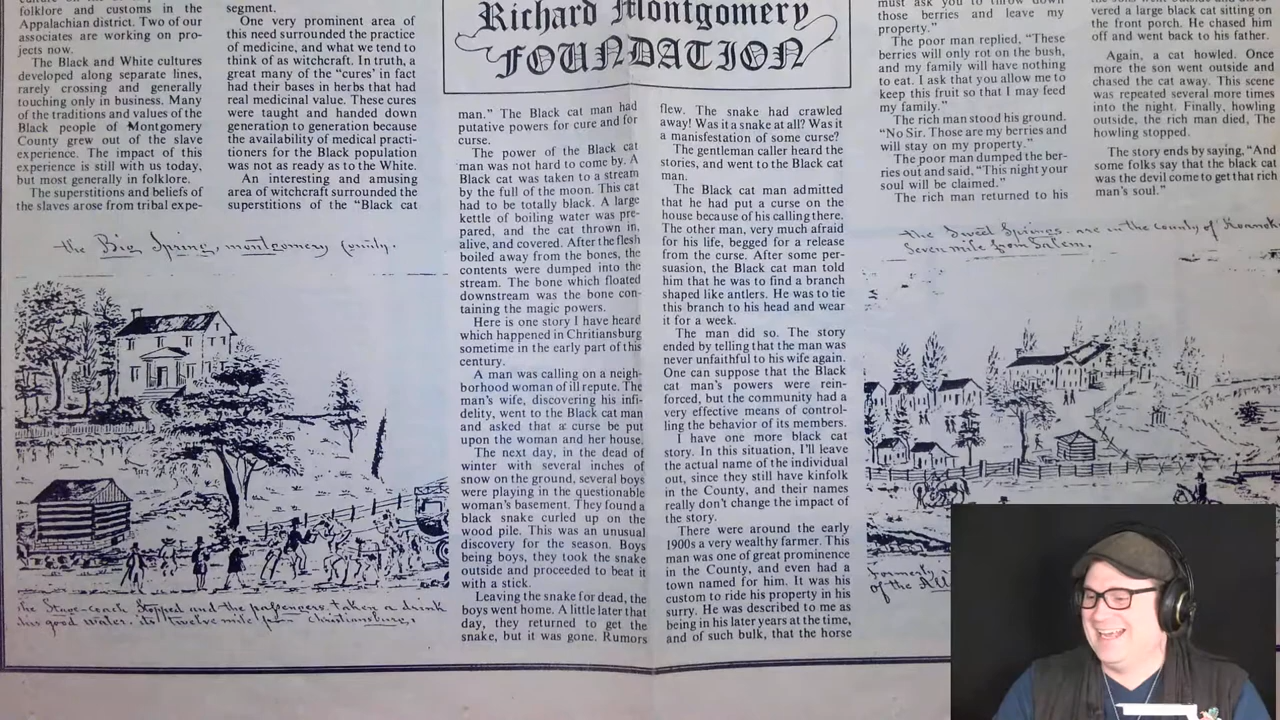 folklore and customs in the
Appalachian district. Two of our
associates are working on pro-
jects now.
The Black and White cultures
developed along separate lines,
rarely crossing and generally
touching only in business. Many
of the traditions and values of the
Black people of Montgomery
County grew out of the slave
experience. The impact of this
experience is still with us today,
but most generally in folklore.
The superstitions and beliefs of
the slaves arose from tribal expe-
segment.
One very prominent area of
this need surrounded the practice
of medicine, and what we tend to
think of as witchcraft. In truth, a
great many of the "cures' in fact
had their bases in herbs that had
real medicinal value. These cures
were taught and handed down
generation to generation because
the availability of medical practi-
tioners for the Black population
was not as ready as to the White.
An interesting and amusing
area of witchcraft surrounded the
superstitions of the "Black cat
Richard Montgomery
FOUNDATION
man." The Black cat man had
putative powers for cure and for
curse.
The power of the Black cat
man was not hard to come by. A
Black cat was taken to a stream
by the full of the moon. This cat
had to be totally black. A large
kettle of boiling water was pre-
pared, and the cat thrown in,
alive, and covered. After the flesh
boiled away from the bones, the
contents were dumped into the
stream. The bone which floated
downstream was the bone con-
taining the magic powers.
Here is one story I have heard
which happened in Chritiansburg
sometime in the early part of this
century.
A man was calling on a neigh-
borhood woman of ill repute. The
man's wife, discovering his infi-
delity, went to the Black cat man
and asked that a curse be put
upon the woman and her house.
The next day, in the dead of
winter with several inches of
snow on the ground, several boys
were playing in the questionable
woman's basement. They found a
black snake curled up on the
wood pile. This was an unusual
discovery for the season. Boys
being boys, they took the snake
outside and proceeded to beat it
with a stick.
Leaving the snake for dead, the
boys went home. A little later that
day, they returned to get the
snake, but it was gone. Rumors
flew. The snake had crawled
away! Was it a snake at all? Was it
a manisfestation of some curse?
The gentleman caller heard the
stories, and went to the Black cat
man.
The Black cat man admitted
that he had put a curse on the
house because of his calling there.
The other man, very much afraid
for his life, begged for a release
from the curse. After some per-
suasion, the Black cat man told
him that he was to find a branch
shaped like antlers. He was to tie
this branch to his head and wear
it for a week.
The man did so. The story
ended by telling that the man was
never unfaithful to his wife again.
One can suppose that the Black
cat man's powers were rein-
forced, but the community had a
very effective means of control-
ling the behavior of its members.
I have one more black cat
story. In this situation, I'll leave
the actual name of the individual
out, since they still have kinfolk
in the County, and their names
really don't change the impact of
the story.
There were around the early
1900s a very wealthy farmer. This
man was one of great prominence
in the County, and even had a
town named for him. It was his
custom to ride his property in his
surry. He was described to me as
being in his later years at the time,
and of such bulk, that the horse
must ask you to throw down
those berries and leave my
property."
The poor man replied, "These
berries will only rot on the bush,
and my family will have nothing
to eat. I ask that you allow me to
keep this fruit so that I may feed
my family."
The rich man stood his ground.
"No Sir. Those are my berries and
will stay on my property."
The poor man dumped the ber-
ries out and said, "This night your
soul will be claimed."
The rich man returned to his
vered a large black cat sitting on
the front porch. He chased him
off and went back to his father.
Again, a cat howled. Once
more the son went outside and
chased the cat away. This scene
was repeated several more times
into the night. Finally, howling
outside, the rich man died, The
howling stopped.
The story ends by saying, "And
some folks say that the black cat
was the devil come to get that rich
man's soul."
the Big Spring, montgomery County.
the Stage-coach Stopped and the passengers taken a drink
his good water. its twelve mile from Christiansburg.
the Sweet Springs. are in the county of Roanok
Seven mile from Salem.
of the